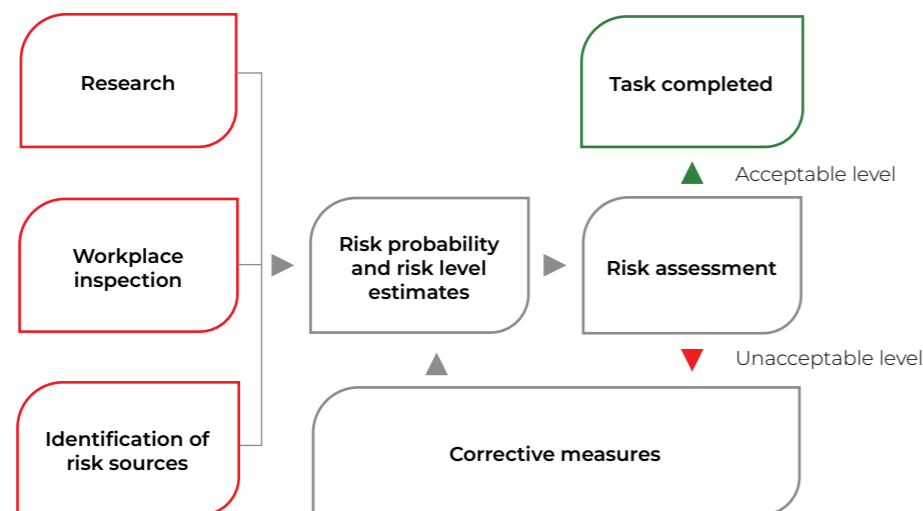 Research
Task completed
Acceptable level
Workplace
inspection
Risk probability
and risk level
estimates
Risk assessment
Unacceptable level
Identification of
risk sources
Corrective measures